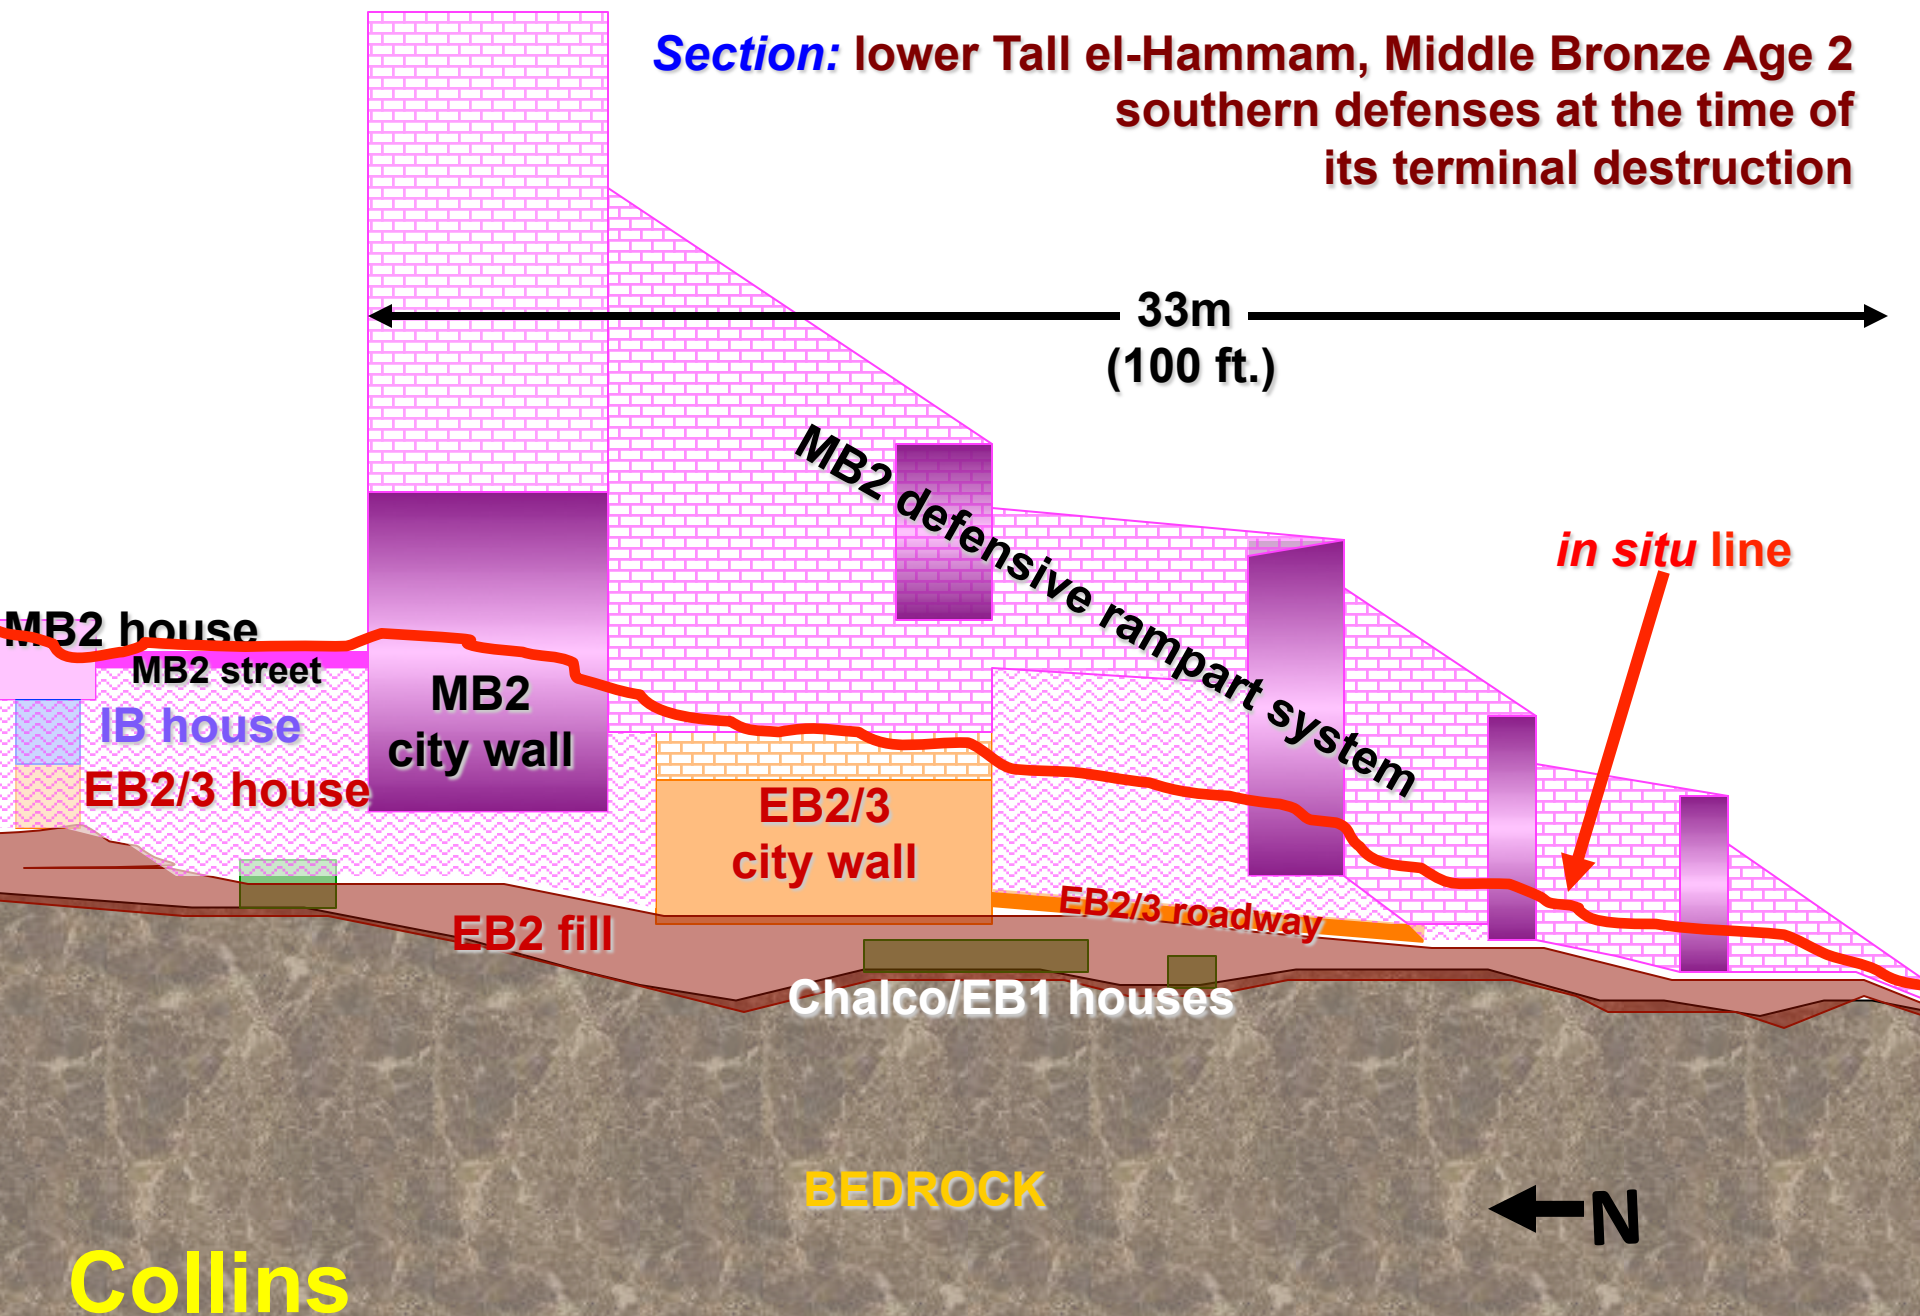 Section: lower Tall el-Hammam, Middle Bronze Age 2
southern defenses at the time of
its terminal destruction
33m
(100 ft.)
MB2 defensive rampart system
in situ line
MB2 house
MB2 street
MB2
city wall
IB house
EB2/3 house
EB2/3
city wall
EB2/3 roadway
EB2 fill
Chalco/EB1 houses
BEDROCK
N
Collins